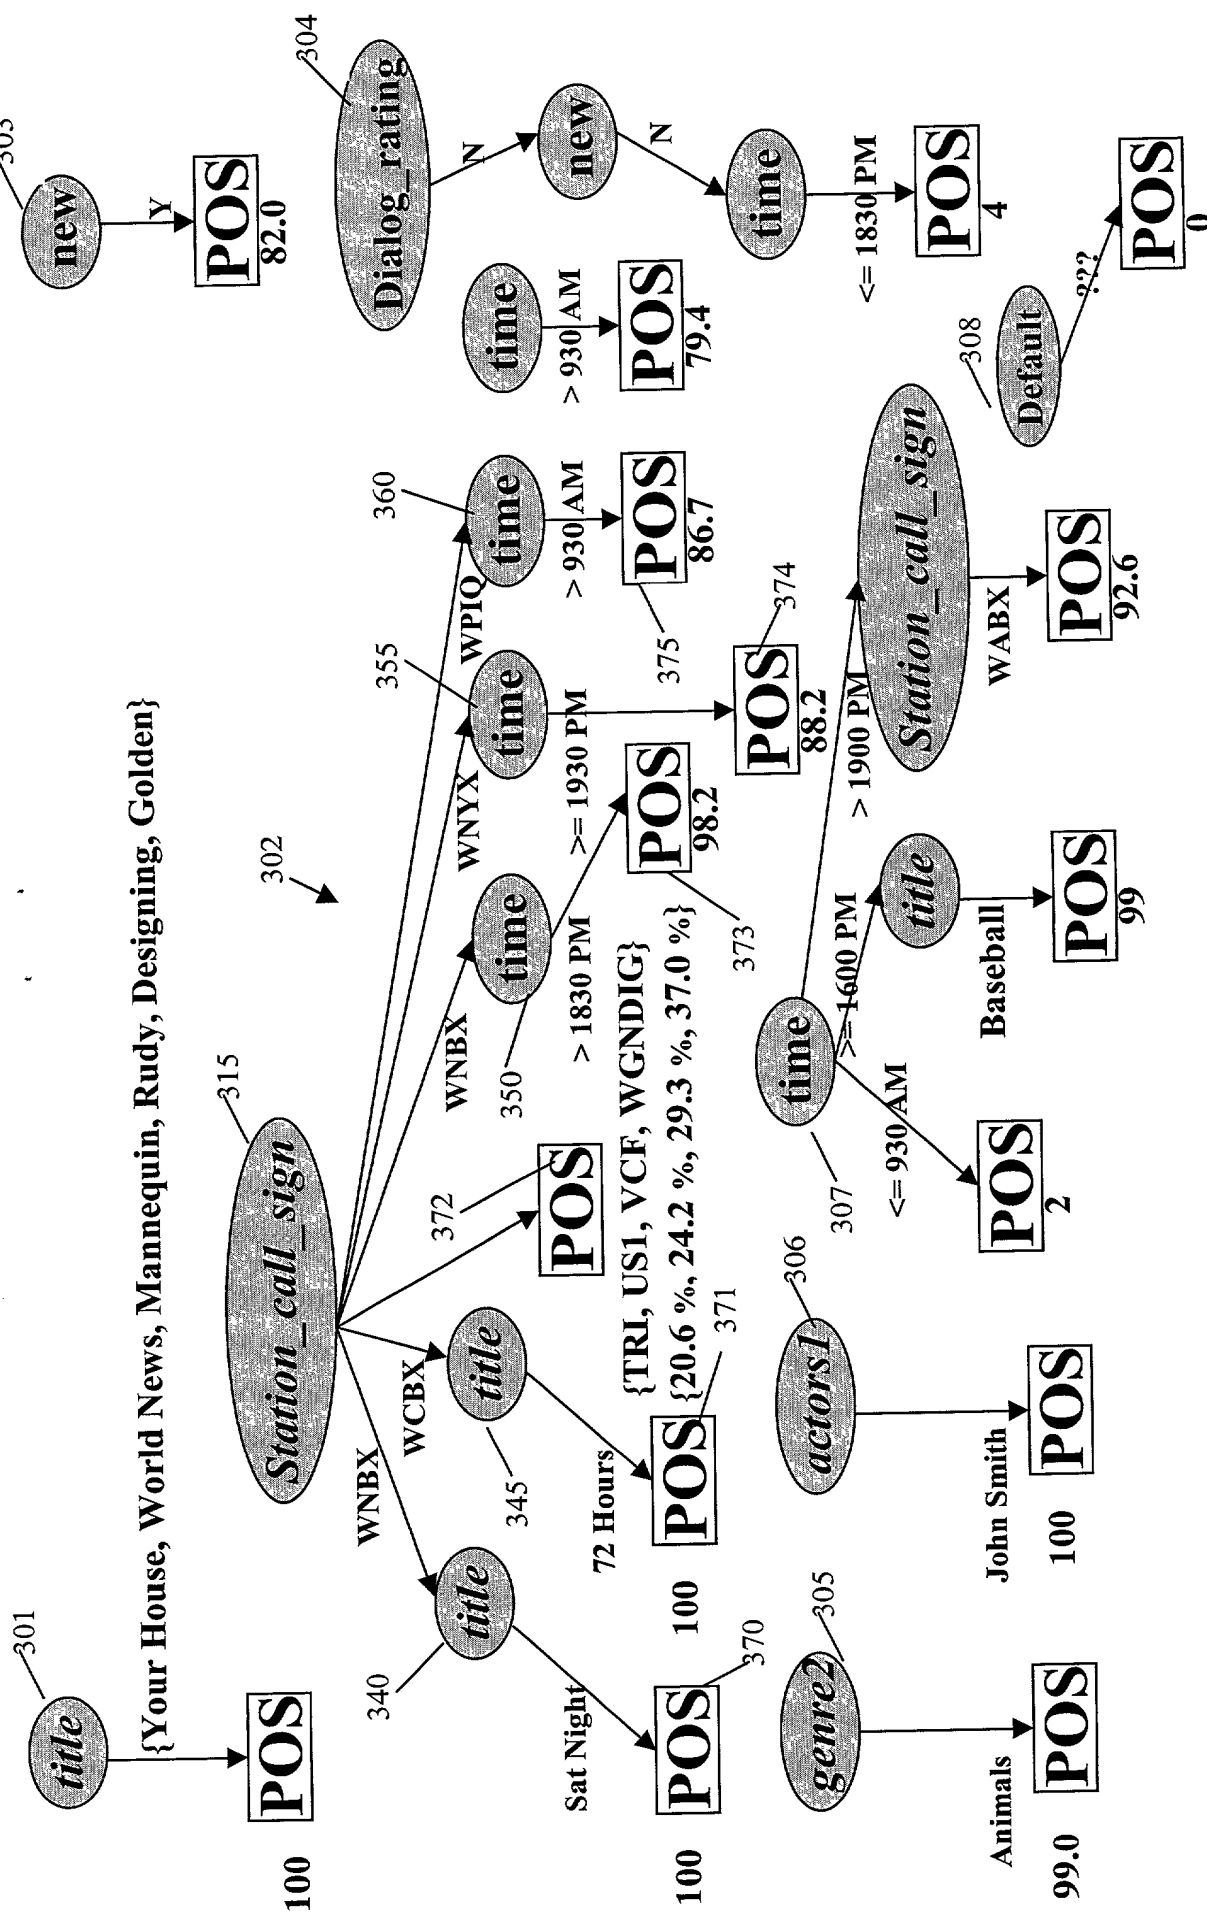 301
title
{Your House, World News, Mannequin, Rudy, Designing, Golden}
POS
100
303
new
Y
POS
82.0
302
315
Station_call_sign
WNBX
WCBX
WNBX
WNYX
WPIQ
340
title
Sat Night
POS
100
370
345
title
72 Hours
POS
100
371
372
POS
{TRI, US1, VCF, WGNDIG}
{20.6 %, 24.2 %, 29.3 %, 37.0 %}
350
time
> 1830 PM
POS
98.2
373
355
time
>= 1930 PM
POS
88.2
374
360
time
> 930 AM
POS
86.7
375
time
> 930 AM
POS
79.4
304
Dialog_rating
N
new
N
time
<= 1830 PM
POS
4
305
genre2
Animals
POS
99.0
306
actors1
John Smith
POS
100
307
time
<= 930 AM
POS
2
>= 1600 PM
title
Baseball
POS
99
> 1900 PM
Station_call_sign
WABX
POS
92.6
308
Default
???
POS
0